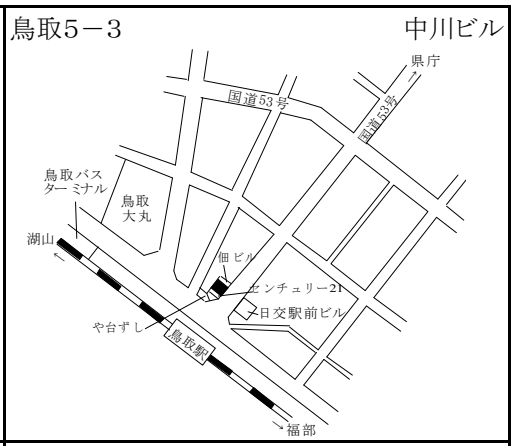 鳥取5－3
中川ビル
県庁
国道53号
国道53号
鳥取バス
ターミナル
鳥取
大丸
湖山
佃ビル
センチュリー21
日交駅前ビル
や台ずし
鳥取駅
福部